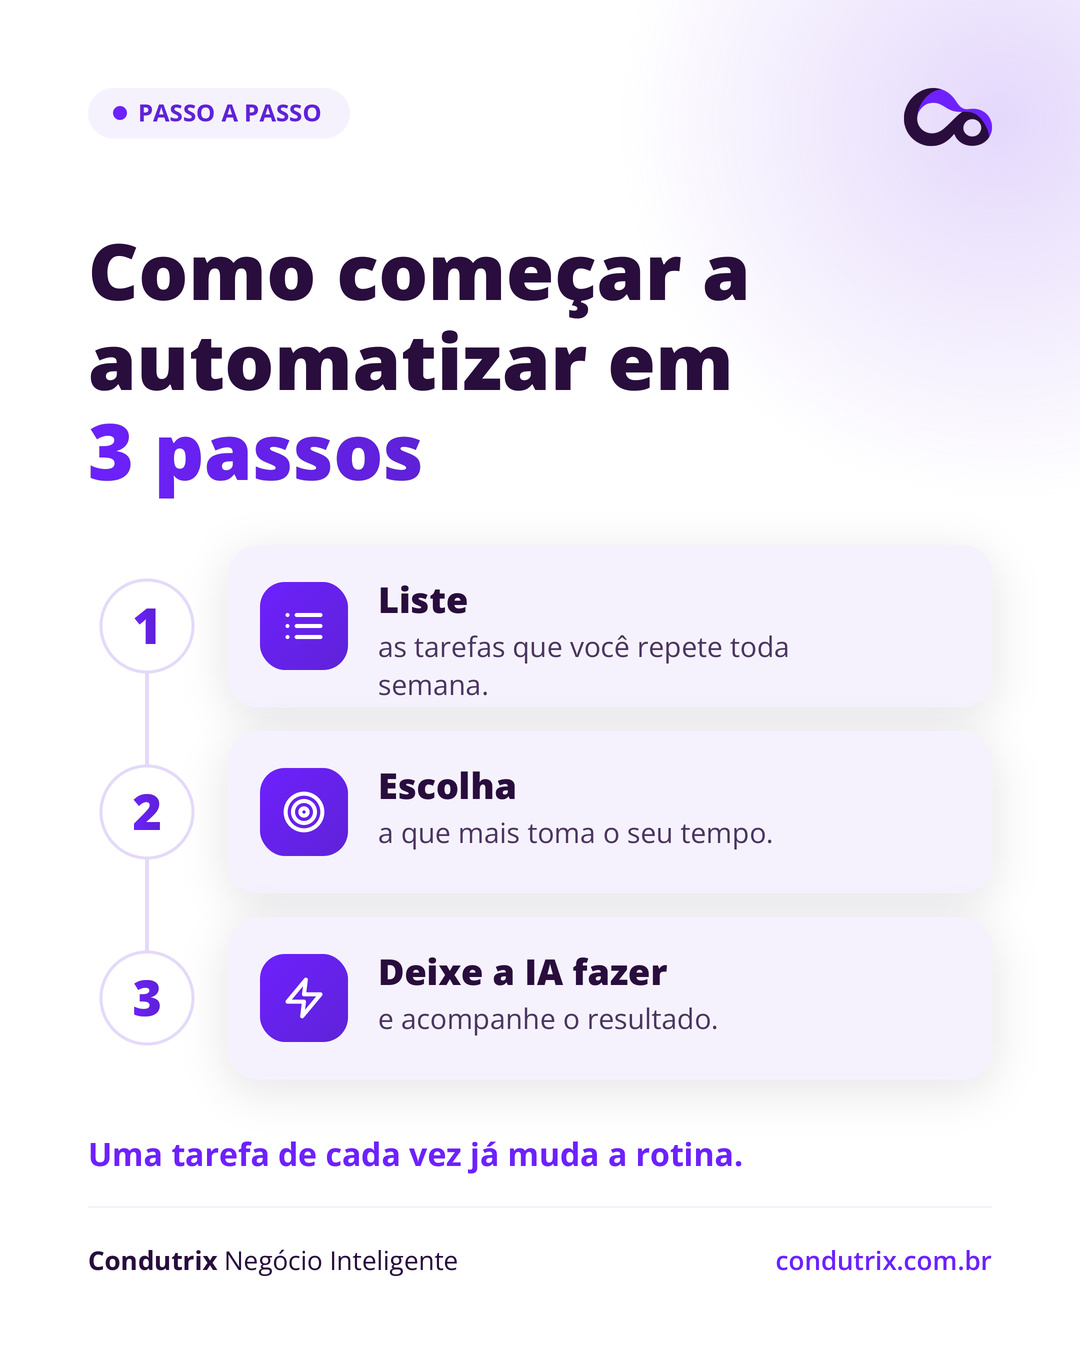 PASSO A PASSO
Como começar a
automatizar em
3 passos
1
Liste
as tarefas que você repete toda
semana.
2
Escolha
a que mais toma o seu tempo.
3
Deixe a IA fazer
e acompanhe o resultado.
Uma tarefa de cada vez já muda a rotina.
Condutrix Negócio Inteligente
condutrix.com.br